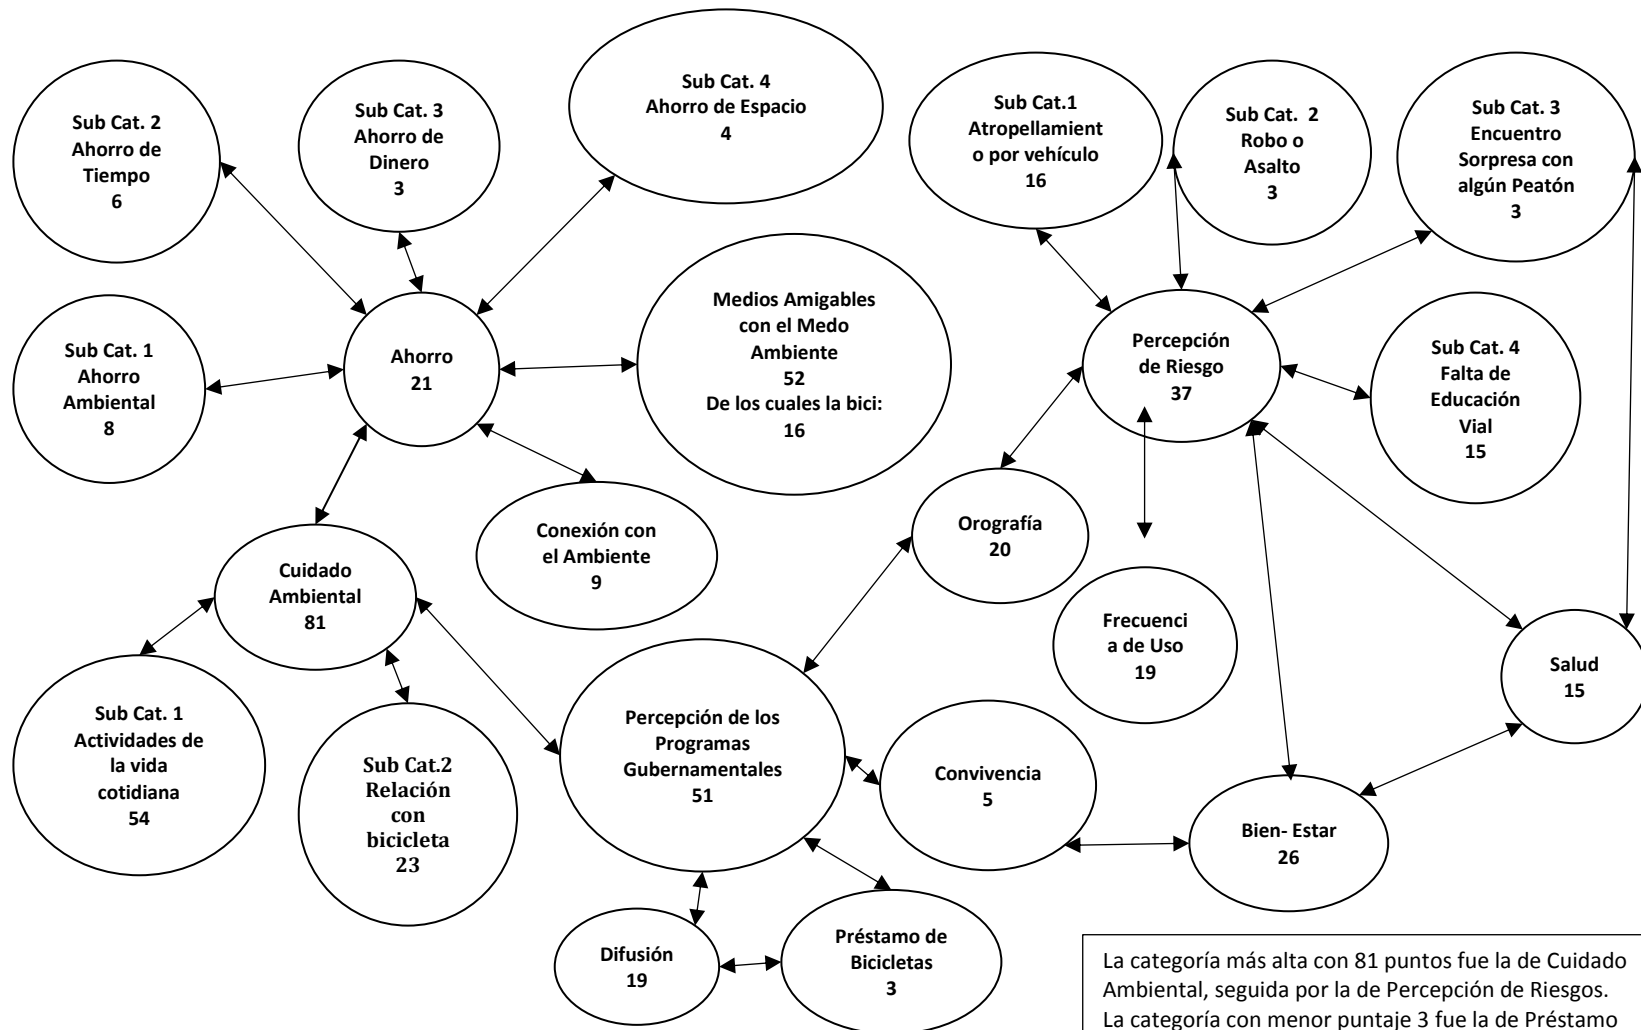 Sub Cat. 2
Ahorro de
Tiempo
6
Sub Cat. 3
Ahorro de
Dinero
3
Sub Cat. 4
Ahorro de Espacio
4
Sub Cat.1
Atropellamient
o por vehículo
16
Sub Cat.  2
Robo o
Asalto
3
Sub Cat. 3
Encuentro
Sorpresa con
algún Peatón
3
Sub Cat. 1
Ahorro
Ambiental
8
Ahorro
21
Medios Amigables
con el Medo
Ambiente
52
De los cuales la bici:
16
Percepción
de Riesgo
37
Sub Cat. 4
Falta de
Educación
Vial
15
Cuidado
Ambiental
81
Conexión con
el Ambiente
9
Orografía
20
Frecuenci
a de Uso
19
Salud
15
Sub Cat. 1
Actividades de
la vida
cotidiana
54
Sub Cat.2
Relación
con
bicicleta
23
Percepción de los
Programas
Gubernamentales
51
Convivencia
5
Bien- Estar
26
Difusión
19
Préstamo de
Bicicletas
3
La categoría más alta con 81 puntos fue la de Cuidado
Ambiental, seguida por la de Percepción de Riesgos.
La categoría con menor puntaje 3 fue la de Préstamo